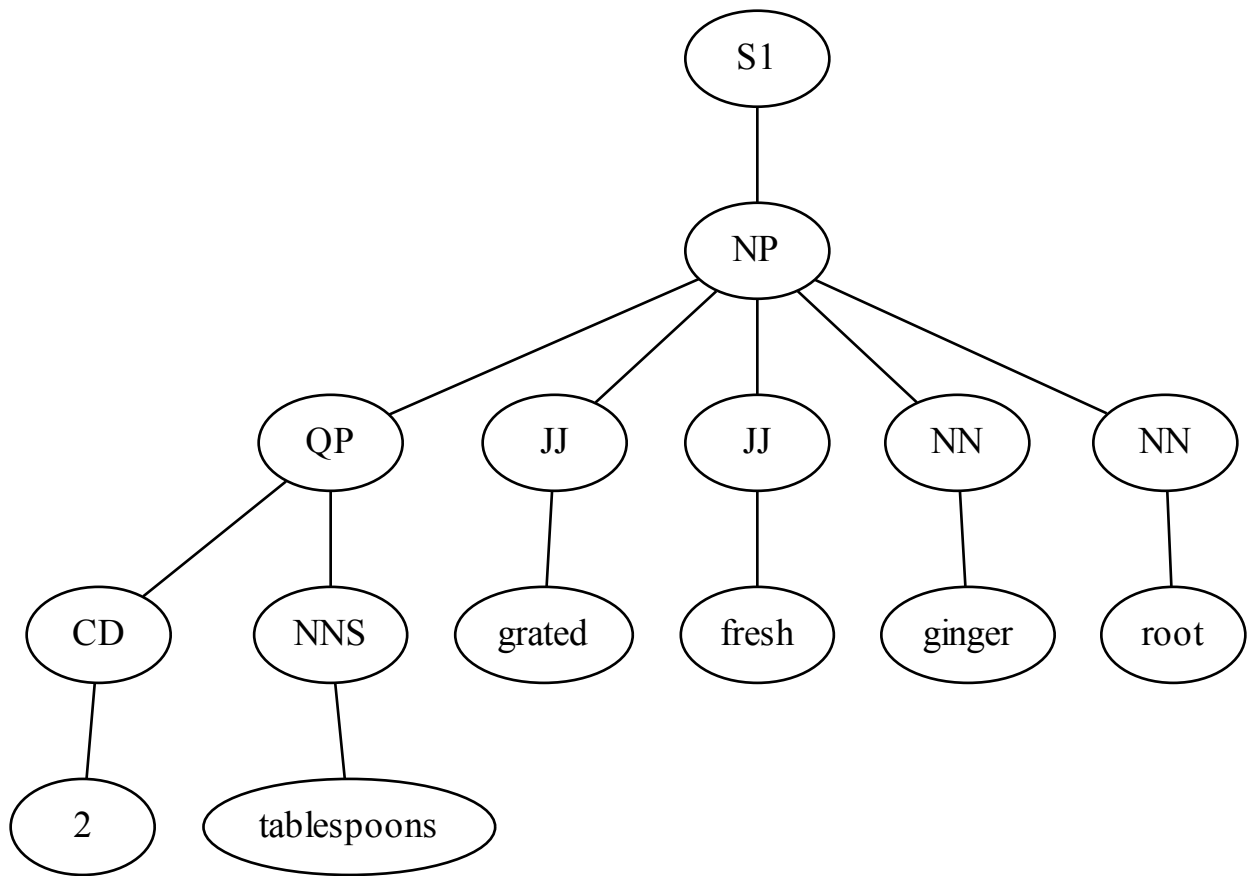 S1
NP
QP JJ JJ NN NN
CD NNS grated fresh ginger root
2 tablespoons